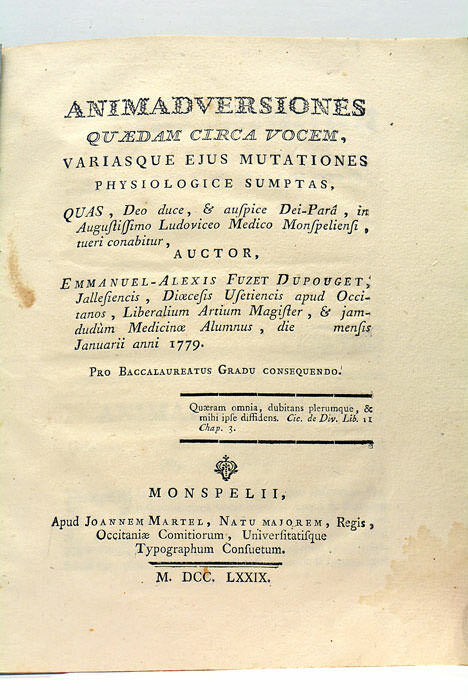 ANIMADVERSIONES
QUÆDAM CIRCA VOCEM,
VARIASQUE EJUS MUTATIONES
PHYSIOLOGICE SUMPTAS,
QUAS, Deo duce, & auſpice Dei-Parâ, in
Auguſtiſſimo Ludoviceo Medico Monſpelienſi,
tueri conabitur,
AUCTOR,
EMMANUEL-ALEXIS FUZET DUPOUGET,
Jalleſiencis, Diœceſis Uſetiencis apud Occi-
tanos, Liberalium Artium Magiſter, & jam-
dudùm Medicinæ Alumnus, die menſis
Januarii anni 1779.
PRO BACCALAUREATUS GRADU CONSEQUENDO.
Quæram omnia, dubitans plerumque, &
mihi ipſe diffidens. Cic. de Div. Lib. 11
Chap. 3.
MONSPELII,
Apud JOANNEM MARTEL, NATU MAJOREM, Regis,
Occitaniæ Comitiorum, Univerſitatiſque
Typographum Conſuetum.
M. DCC. LXXIX.